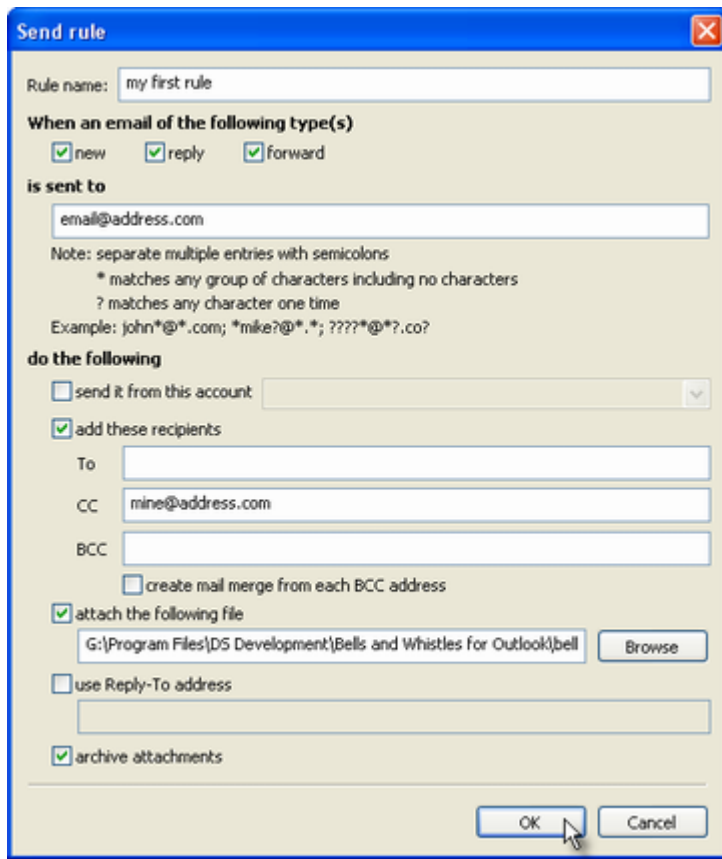 Send rule
Rule name: my first rule
When an email of the following type(s)
new reply forward
is sent to
email@address.com
Note: separate multiple entries with semicolons
* matches any group of characters including no characters
? matches any character one time
Example: john*@*.com; *mike?@*.*; ????*@*?.co?
do the following
send it from this account
add these recipients
To
CC mine@address.com
BCC
create mail merge from each BCC address
attach the following file
G:\Program Files\DS Development\Bells and Whistles for Outlook\bell Browse
use Reply-To address
archive attachments
OK Cancel